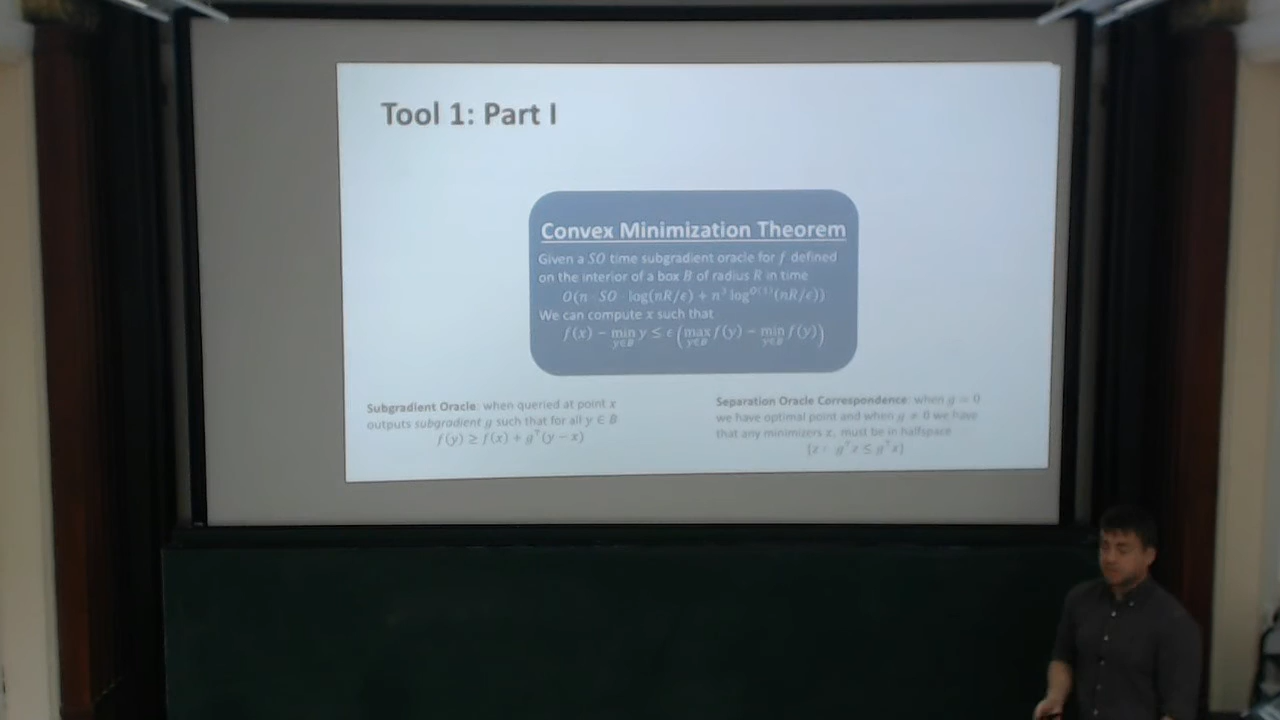 Tool 1: Part I
Convex Minimization Theorem
Given a SO time subgradient oracle for f defined
on the interior of a box B of radius R in time
O(n · SO · log(nR/ϵ) + n³ log^{O(1)}(nR/ϵ))
We can compute x such that
f(x) − min_{y∈B} y ≤ ϵ (max_{y∈B} f(y) − min_{y∈B} f(y))
Subgradient Oracle: when queried at point x
outputs subgradient g such that for all y ∈ B
f(y) ≥ f(x) + g^⊤(y − x)
Separation Oracle Correspondence: when g = 0
we have optimal point and when g ≠ 0 we have
that any minimizers x_* must be in halfspace
{z : g^⊤z ≤ g^⊤x}